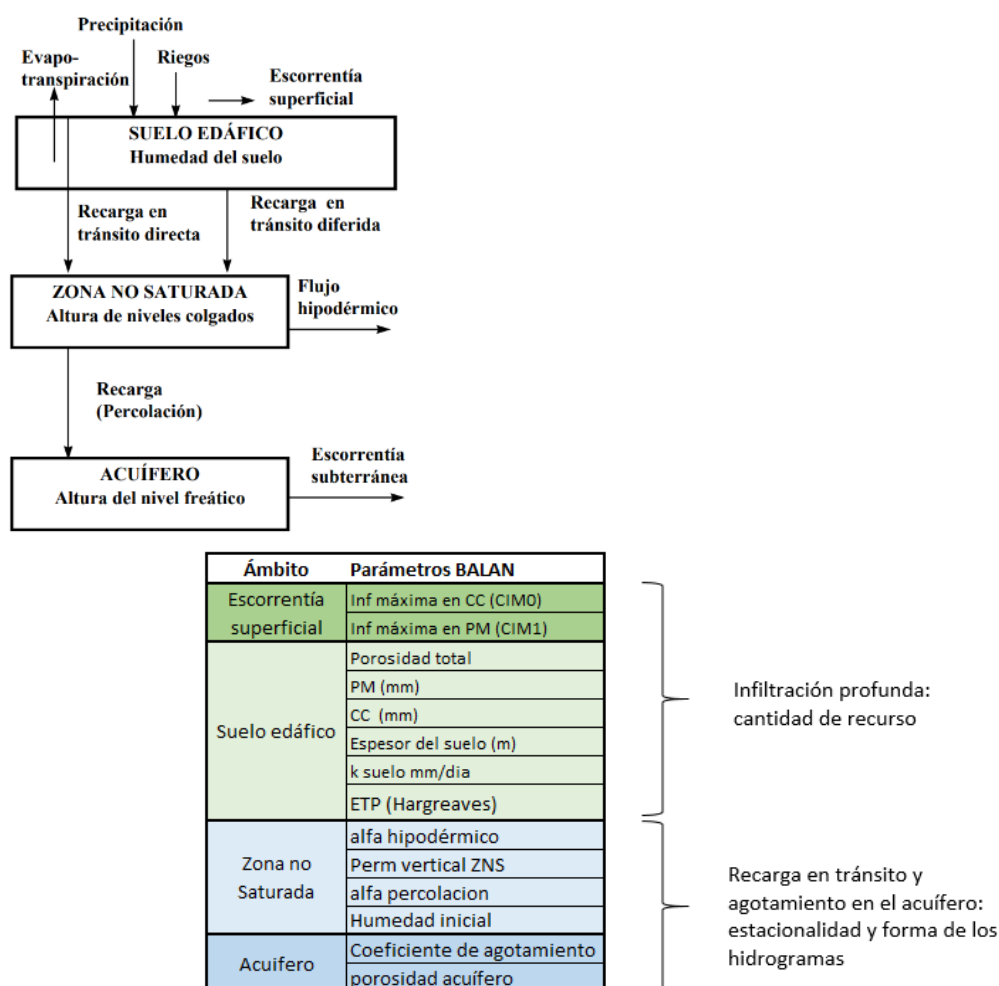 Precipitación
Evapo-
transpiración
Riegos
Escorrentía
superficial
SUELO EDÁFICO
Humedad del suelo
Recarga en
tránsito directa
Recarga en
tránsito diferida
ZONA NO SATURADA
Altura de niveles colgados
Flujo
hipodérmico
Recarga
(Percolación)
ACUÍFERO
Altura del nivel freático
Escorrentía
subterránea
Ámbito Parámetros BALAN
Escorrentía
superficial
Inf máxima en CC (CIM0)
Inf máxima en PM (CIM1)
Suelo edáfico
Porosidad total
PM (mm)
CC (mm)
Espesor del suelo (m)
k suelo mm/dia
ETP (Hargreaves)
Infiltración profunda:
cantidad de recurso
Zona no
Saturada
alfa hipodérmico
Perm vertical ZNS
alfa percolacion
Humedad inicial
Acuifero
Coeficiente de agotamiento
porosidad acuífero
Recarga en tránsito y
agotamiento en el acuífero:
estacionalidad y forma de los
hidrogramas